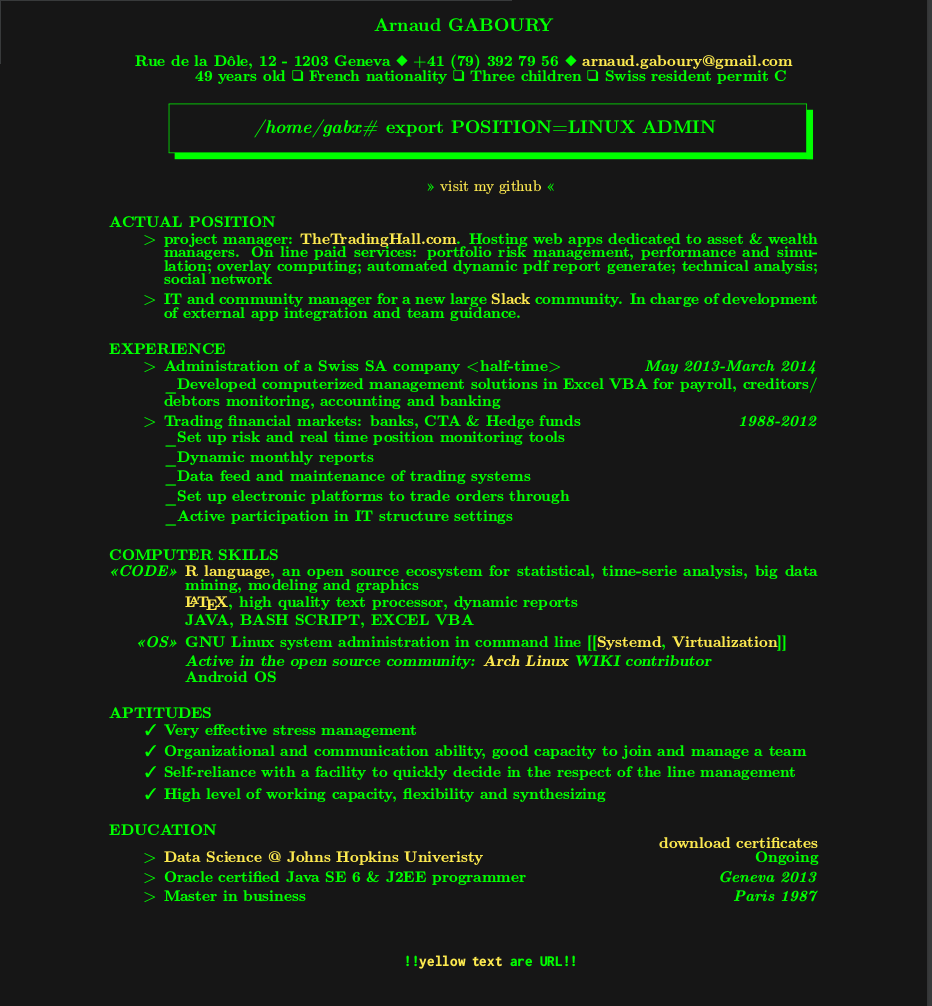 Arnaud GABOURY
Rue de la Dôle, 12 - 1203 Geneva ◆ +41 (79) 392 79 56 ◆ arnaud.gaboury@gmail.com
49 years old ❑ French nationality ❑ Three children ❑ Swiss resident permit C
/home/gabx# export POSITION=LINUX ADMIN
» visit my github «
ACTUAL POSITION
> project manager: TheTradingHall.com. Hosting web apps dedicated to asset & wealth
managers. On line paid services: portfolio risk management, performance and simu-
lation; overlay computing; automated dynamic pdf report generate; technical analysis;
social network
> IT and community manager for a new large Slack community. In charge of development
of external app integration and team guidance.
EXPERIENCE
> Administration of a Swiss SA company <half-time> May 2013-March 2014
_Developed computerized management solutions in Excel VBA for payroll, creditors/
debtors monitoring, accounting and banking
> Trading financial markets: banks, CTA & Hedge funds 1988-2012
_Set up risk and real time position monitoring tools
_Dynamic monthly reports
_Data feed and maintenance of trading systems
_Set up electronic platforms to trade orders through
_Active participation in IT structure settings
COMPUTER SKILLS
«CODE» R language, an open source ecosystem for statistical, time-serie analysis, big data
mining, modeling and graphics
LATEX, high quality text processor, dynamic reports
JAVA, BASH SCRIPT, EXCEL VBA
«OS» GNU Linux system administration in command line [[Systemd, Virtualization]]
Active in the open source community: Arch Linux WIKI contributor
Android OS
APTITUDES
✓ Very effective stress management
✓ Organizational and communication ability, good capacity to join and manage a team
✓ Self-reliance with a facility to quickly decide in the respect of the line management
✓ High level of working capacity, flexibility and synthesizing
EDUCATION
download certificates
> Data Science @ Johns Hopkins Univeristy Ongoing
> Oracle certified Java SE 6 & J2EE programmer Geneva 2013
> Master in business Paris 1987
!!yellow text are URL!!